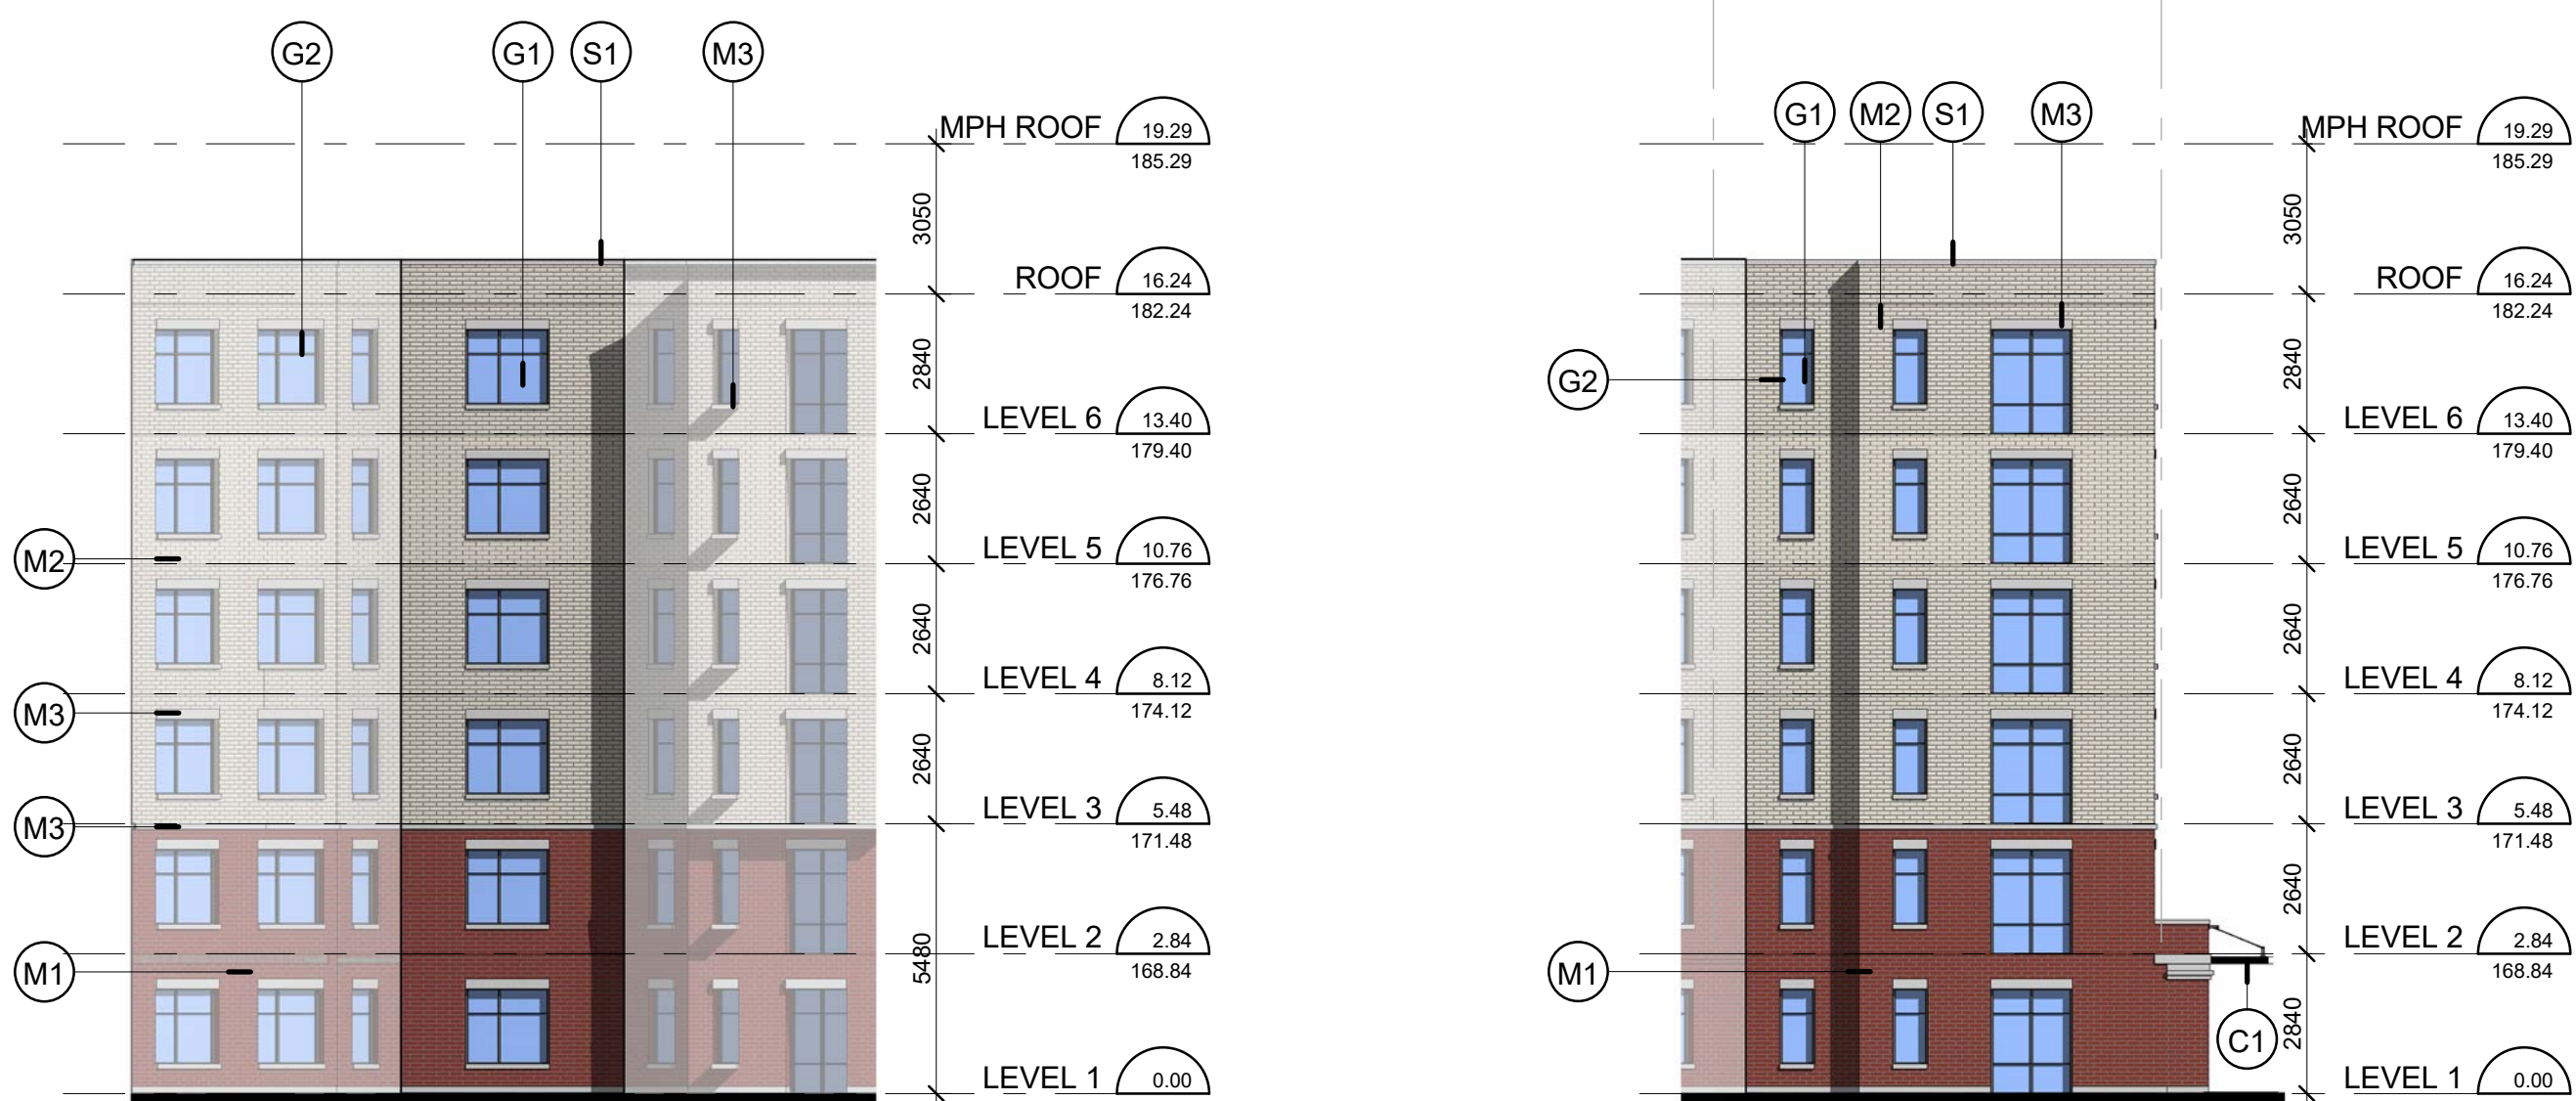 G2 G1 S1 M3
MPH ROOF 19.29
185.29
3050
ROOF 16.24
182.24
2840
LEVEL 6 13.40
179.40
2640
M2
LEVEL 5 10.76
176.76
2640
LEVEL 4 8.12
174.12
M3
2640
LEVEL 3 5.48
171.48
M3
LEVEL 2 2.84
168.84
5480
M1
LEVEL 1 0.00
G1 M2 S1 M3
MPH ROOF 19.29
185.29
3050
ROOF 16.24
182.24
G2
2840
LEVEL 6 13.40
179.40
2640
LEVEL 5 10.76
176.76
2640
LEVEL 4 8.12
174.12
2640
LEVEL 3 5.48
171.48
2640
LEVEL 2 2.84
168.84
M1
C1
2840
LEVEL 1 0.00